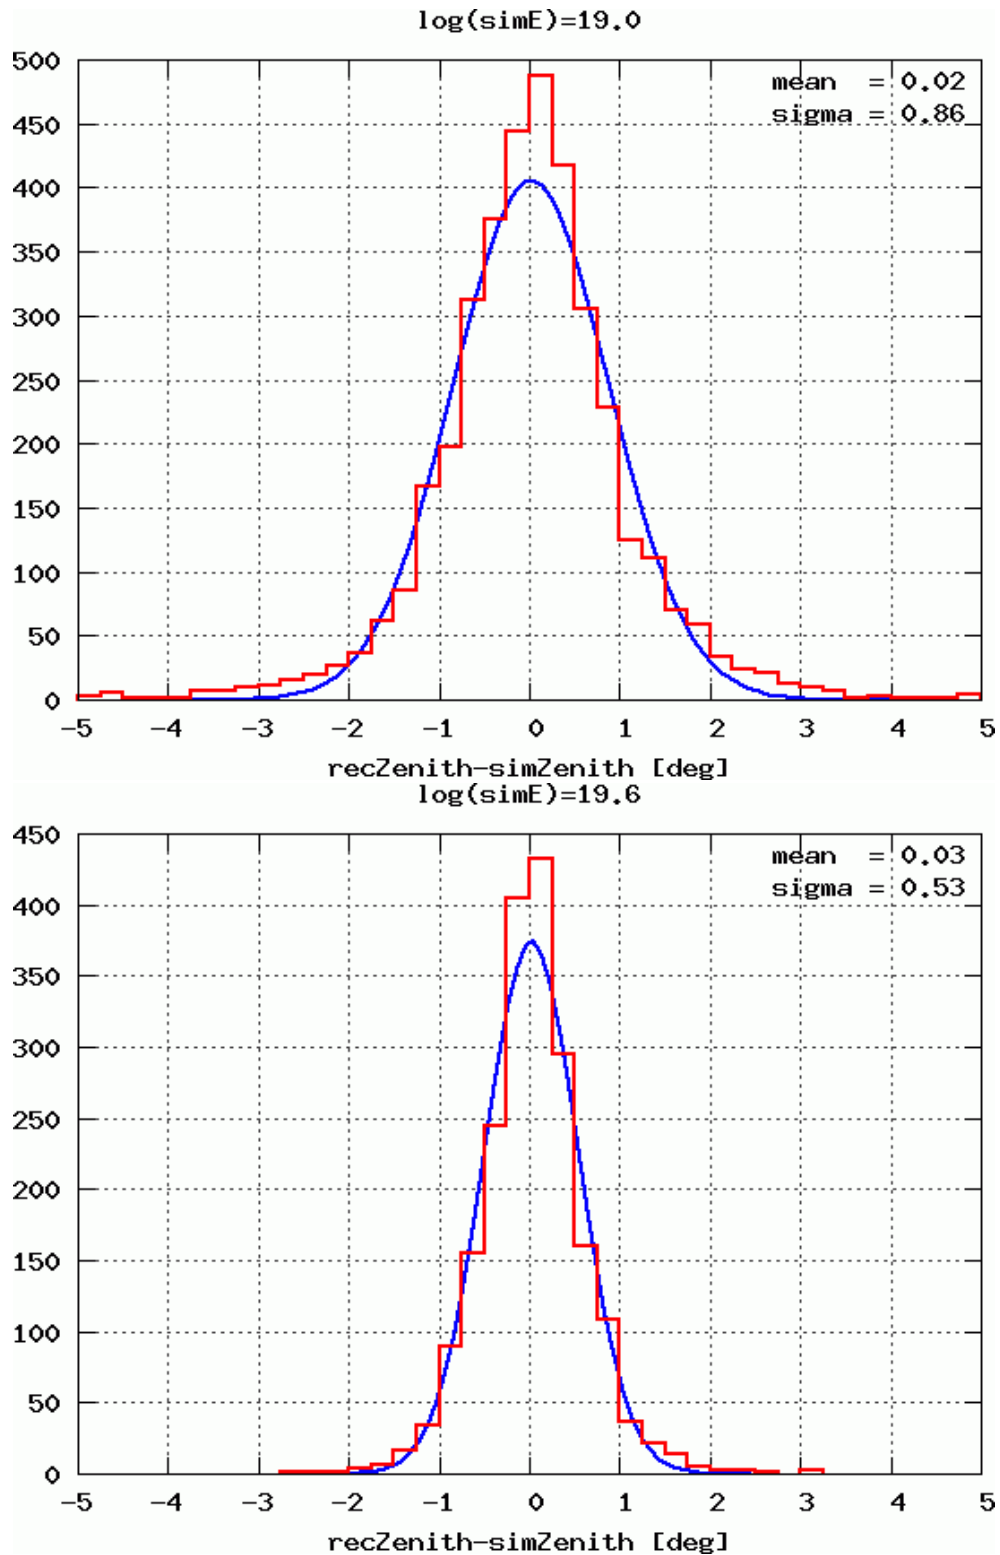 log(simE)=19.0
500
mean = 0.02
sigma = 0.86
450
400
350
300
250
200
150
100
50
0
-5 -4 -3 -2 -1 0 1 2 3 4 5
recZenith-simZenith [deg]
log(simE)=19.6
450
mean = 0.03
sigma = 0.53
400
350
300
250
200
150
100
50
0
-5 -4 -3 -2 -1 0 1 2 3 4 5
recZenith-simZenith [deg]